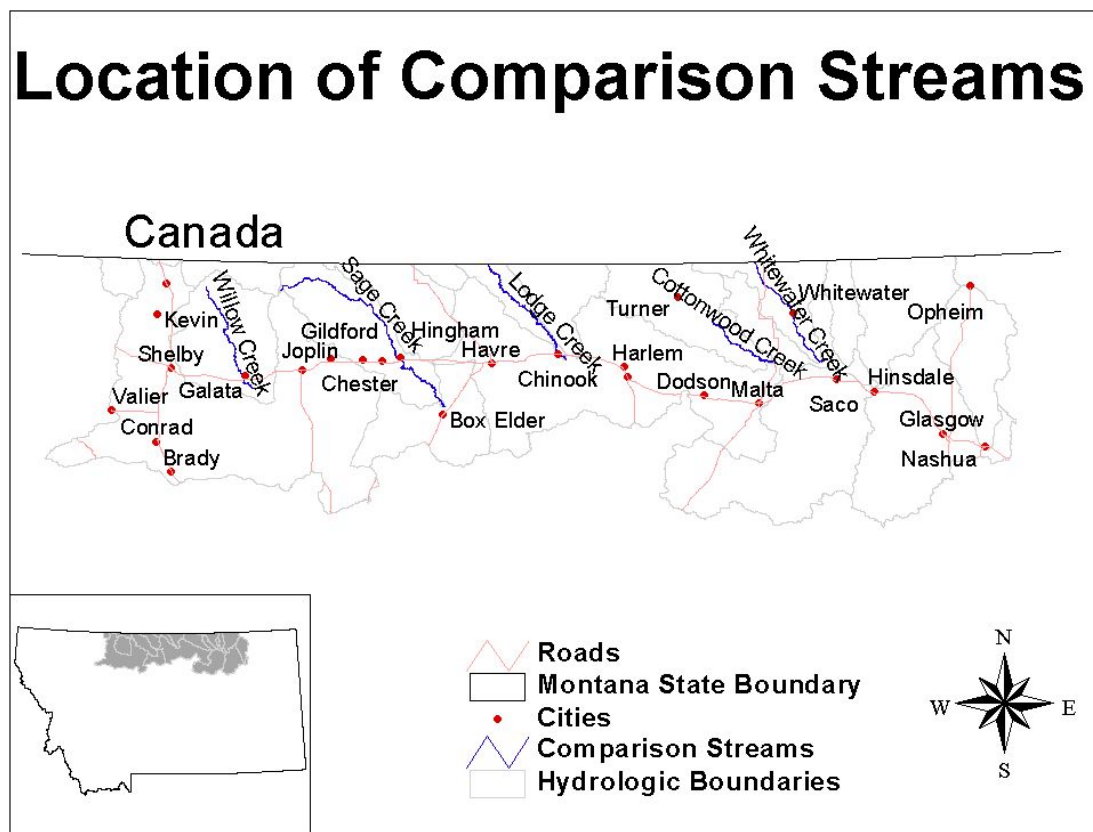 Location of Comparison Streams
Canada
Willow Creek
Sage Creek
Lodge Creek
Cottonwood Creek
Whitewater Creek
Whitewater
Turner
Opheim
Kevin
Gildford
Hingham
Shelby
Joplin
Havre
Harlem
Galata
Chester
Chinook
Dodson
Malta
Saco
Hinsdale
Valier
Box Elder
Conrad
Glasgow
Brady
Nashua
Roads
Montana State Boundary
Cities
Comparison Streams
Hydrologic Boundaries
N
W
E
S